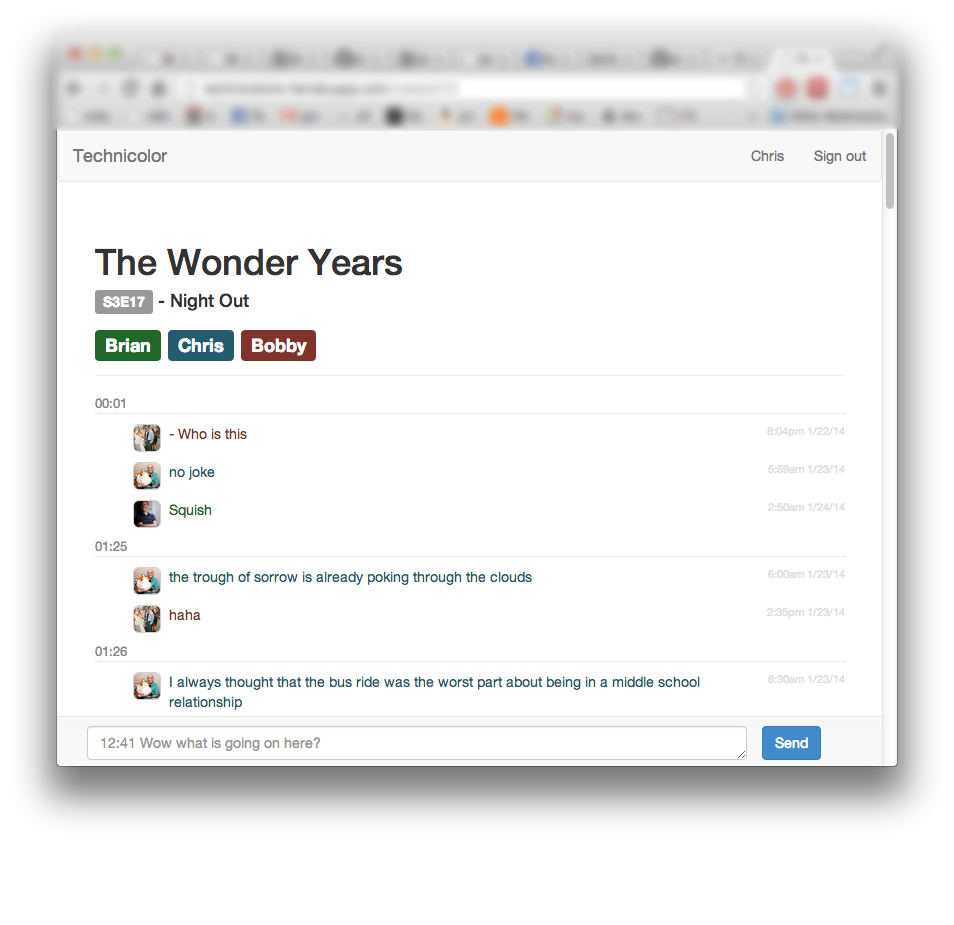 Technicolor
Chris
Sign out
The Wonder Years
S3E17 - Night Out
Brian Chris Bobby
00:01
- Who is this
8:04pm 1/22/14
no joke
5:59am 1/23/14
Squish
2:50am 1/24/14
01:25
the trough of sorrow is already poking through the clouds
6:00am 1/23/14
haha
2:35pm 1/23/14
01:26
I always thought that the bus ride was the worst part about being in a middle school
6:30am 1/23/14
relationship
12:41 Wow what is going on here?
Send